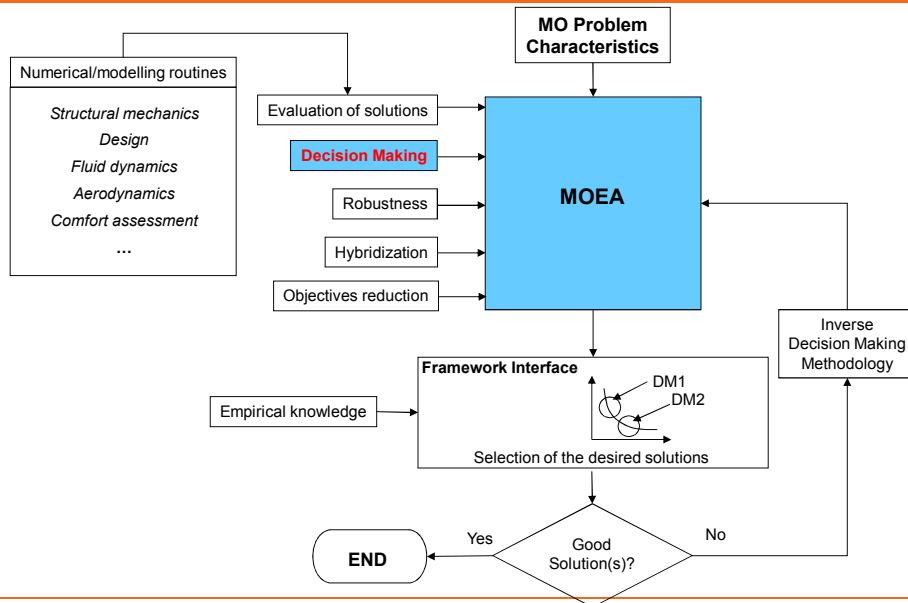 MO Problem
Characteristics
Numerical/modelling routines
Structural mechanics
Design
Fluid dynamics
Aerodynamics
Comfort assessment
...
Evaluation of solutions
Decision Making
Robustness
Hybridization
Objectives reduction
MOEA
Inverse
Decision Making
Methodology
Framework Interface
DM1
DM2
Selection of the desired solutions
Empirical knowledge
Good
Solution(s)?
Yes
No
END